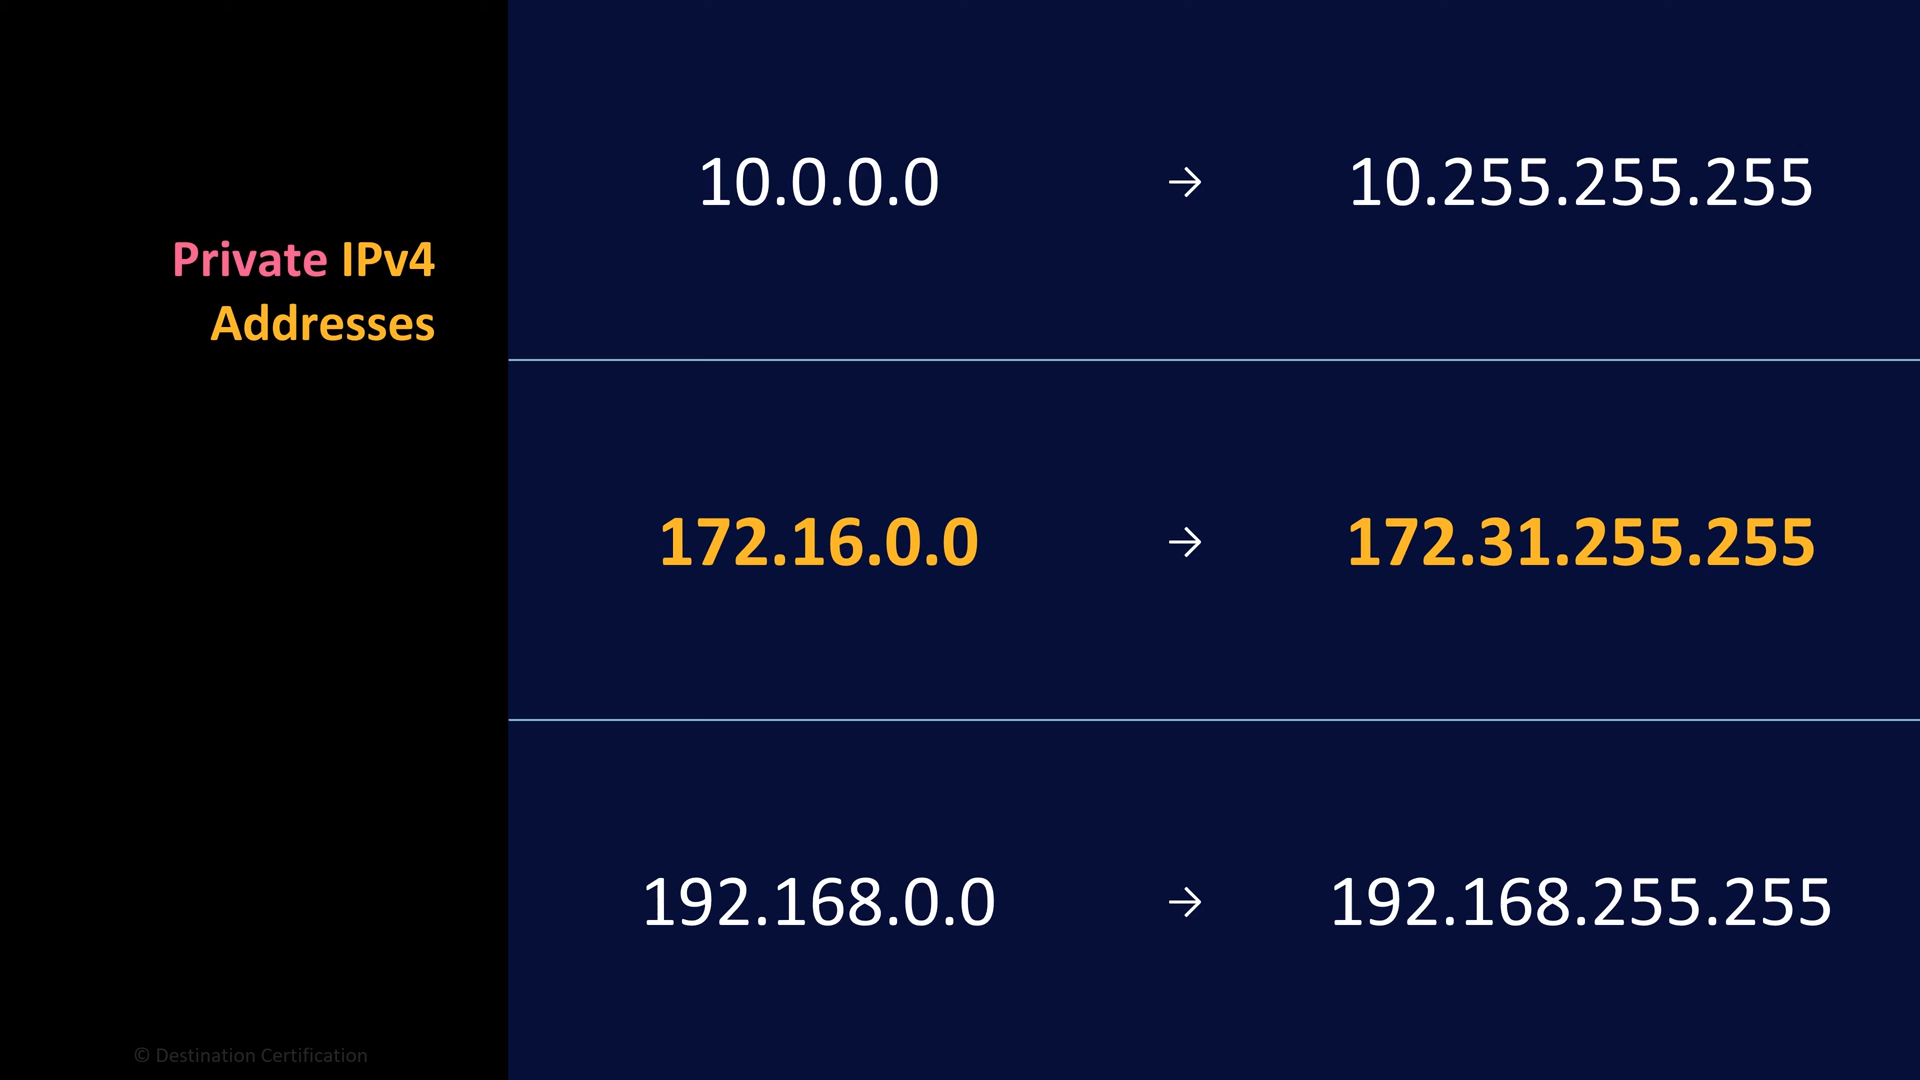 Private IPv4
Addresses
10.0.0.0 → 10.255.255.255
172.16.0.0 → 172.31.255.255
192.168.0.0 → 192.168.255.255
© Destination Certification